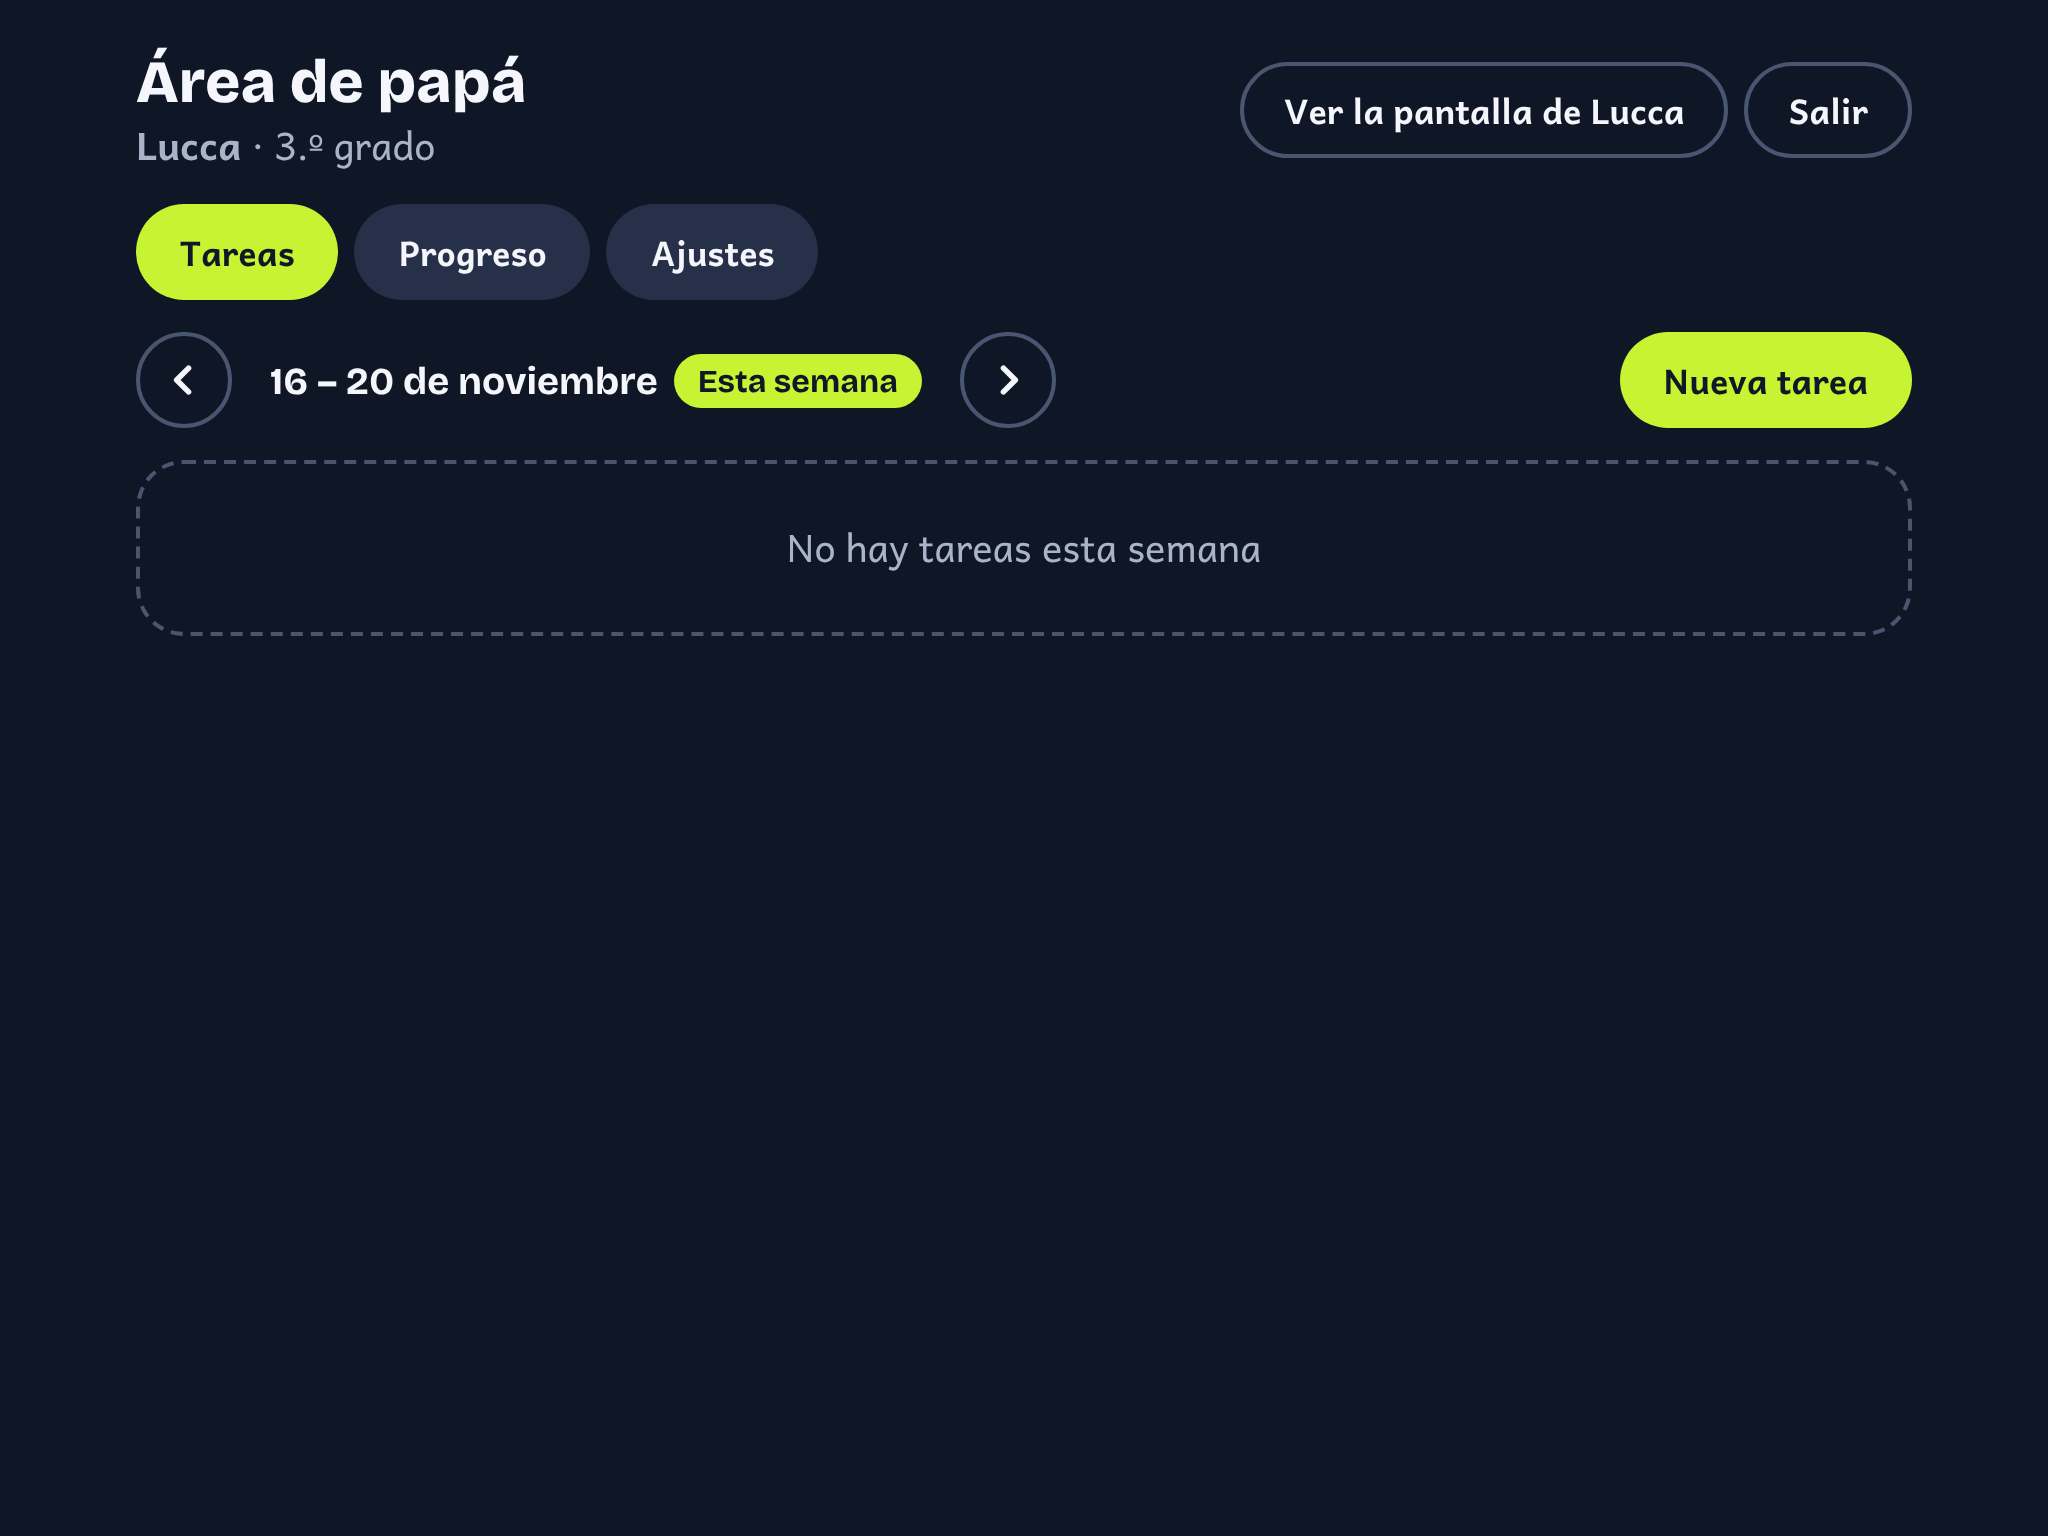 Área de papá
Lucca · 3.º grado
Ver la pantalla de Lucca
Salir
Tareas
Progreso
Ajustes
16 – 20 de noviembre
Esta semana
Nueva tarea
No hay tareas esta semana